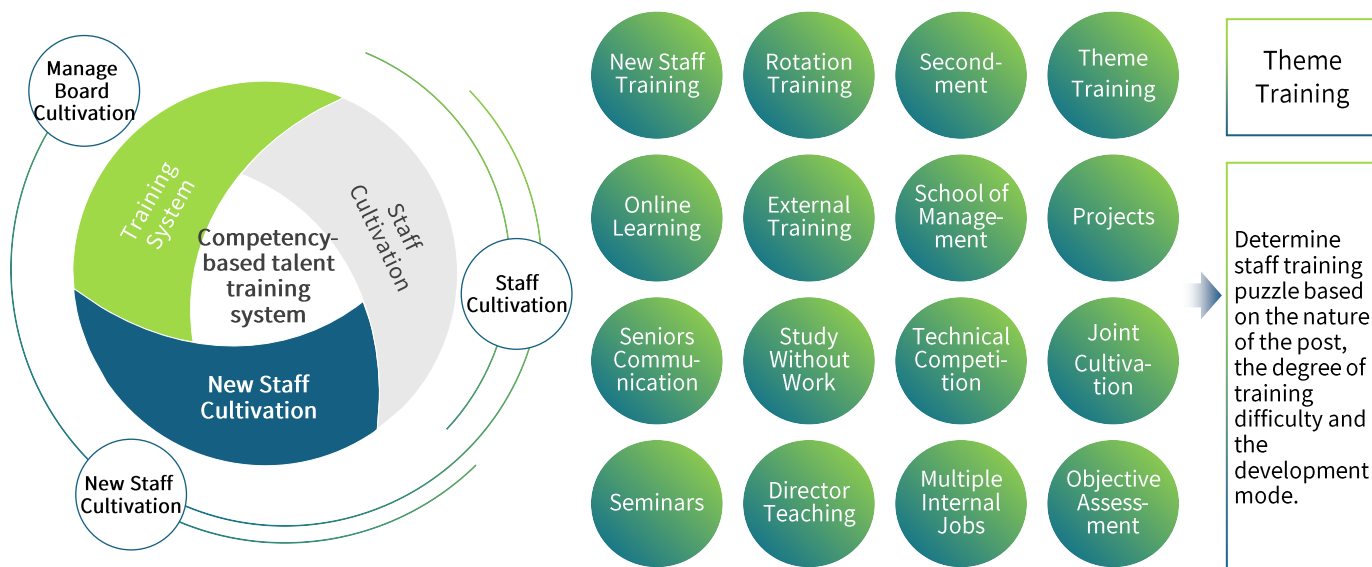 Manage
Board
Cultivation
Training
System
Staff
Cultivation
Competency-
based talent
training
system
New Staff
Cultivation
Staff
Cultivation
New Staff
Cultivation
New Staff
Training
Rotation
Training
Second-
ment
Theme
Training
Online
Learning
External
Training
School of
Manage-
ment
Projects
Seniors
Commu-
nication
Study
Without
Work
Technical
Competi-
tion
Joint
Cultiva-
tion
Seminars
Director
Teaching
Multiple
Internal
Jobs
Objective
Assess-
ment
Theme
Training
Determine
staff training
puzzle based
on the nature
of the post,
the degree of
training
difficulty and
the
development
mode.